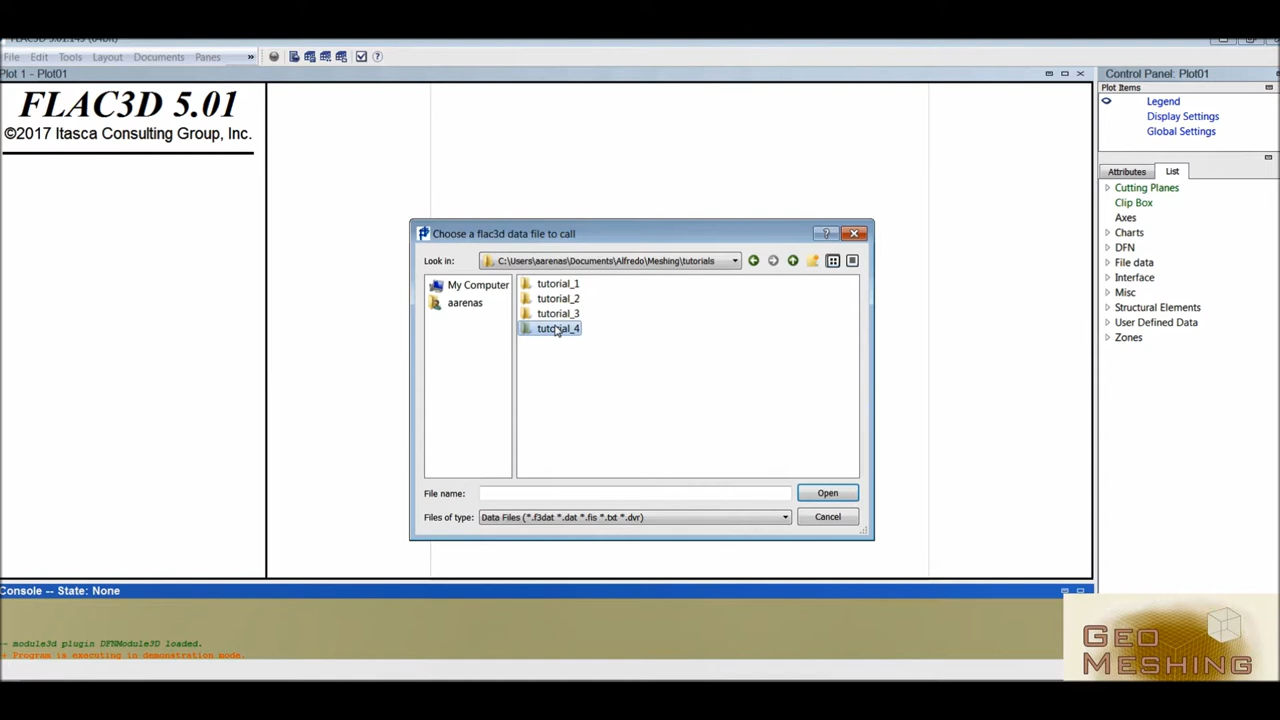 FLAC3D 5.01.143 (64bit)
File Edit Tools Layout Documents Panes »
Plot 1 - Plot01
FLAC3D 5.01
©2017 Itasca Consulting Group, Inc.
Control Panel: Plot01
Plot Items
Legend
Display Settings
Global Settings
Attributes List
Cutting Planes
Clip Box
Axes
Charts
DFN
File data
Interface
Misc
Structural Elements
User Defined Data
Zones
Choose a flac3d data file to call
Look in: C:\Users\aarenas\Documents\Alfredo\Meshing\tutorials
My Computer
aarenas
tutorial_1
tutorial_2
tutorial_3
tutorial_4
File name:
Open
Files of type: Data Files (*.f3dat *.dat *.fis *.txt *.dvr)
Cancel
Console -- State: None
-- module3d plugin DFNModule3D loaded.
+ Program is executing in demonstration mode.
GEO
MESHING